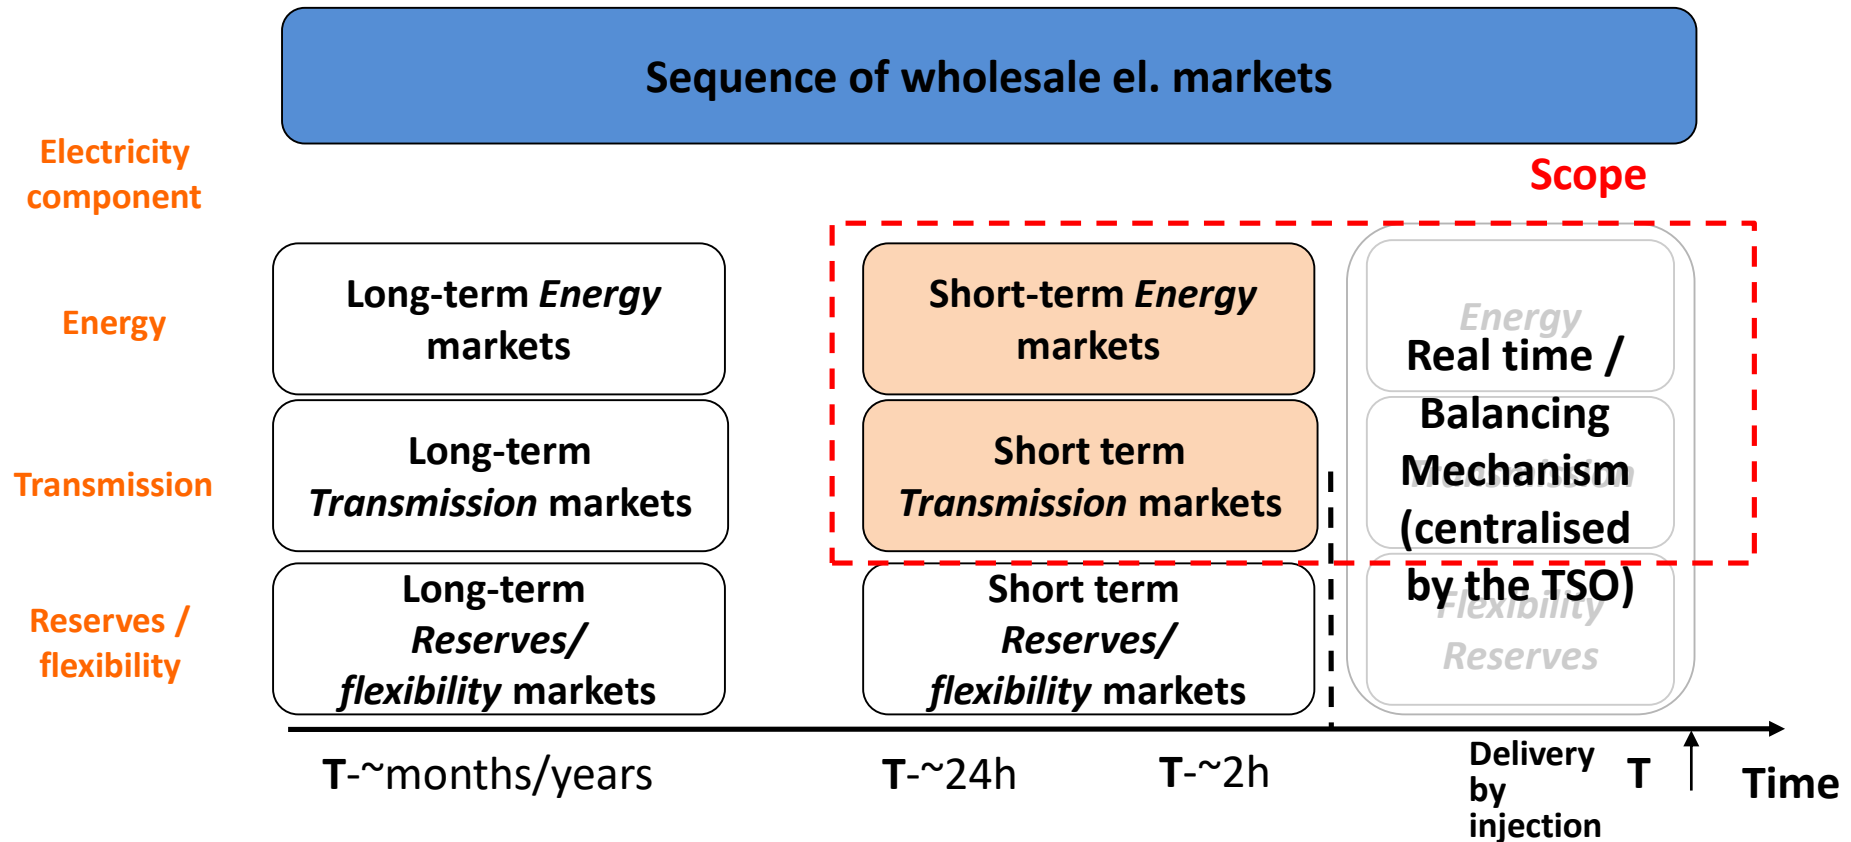 Sequence of wholesale el. markets
Electricity
component
Scope
Energy
Long-term Energy
markets
Short-term Energy
markets
Energy
Real time /
Balancing
Mechanism
(centralised
by the TSO)
Transmission
Long-term
Transmission markets
Short term
Transmission markets
Transmission
Reserves /
flexibility
Long-term
Reserves/
flexibility markets
Short term
Reserves/
flexibility markets
Flexibility
Reserves
T-~months/years
T-~24h
T-~2h
Delivery
by
injection
T
Time